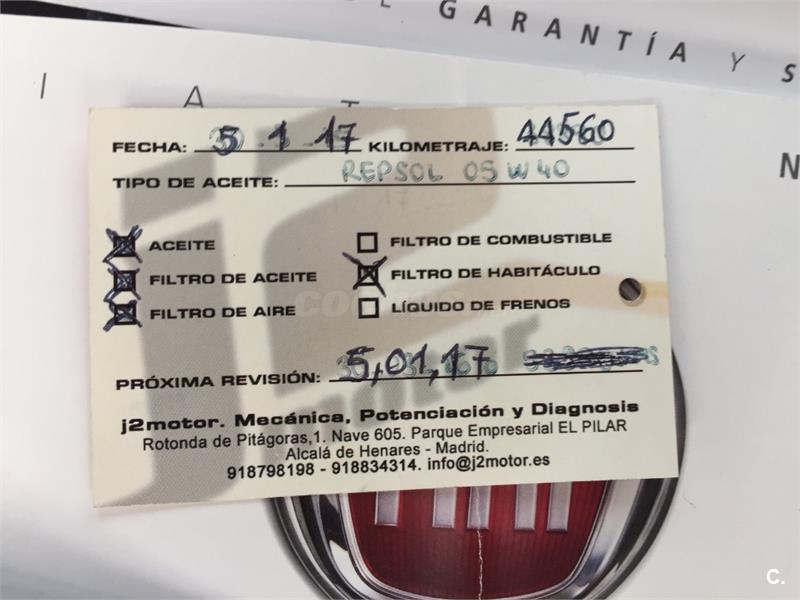 GARANTÍA Y S
I A T
N
FECHA: 5 1 17 KILOMETRAJE: 44560
TIPO DE ACEITE: REPSOL 05W40
ACEITE FILTRO DE COMBUSTIBLE
FILTRO DE ACEITE FILTRO DE HABITÁCULO
FILTRO DE AIRE LÍQUIDO DE FRENOS
PRÓXIMA REVISIÓN: 5,01,17
j2motor. Mecánica, Potenciación y Diagnosis
Rotonda de Pitágoras,1. Nave 605. Parque Empresarial EL PILAR
Alcalá de Henares - Madrid.
918798198 - 918834314. info@j2motor.es
C.